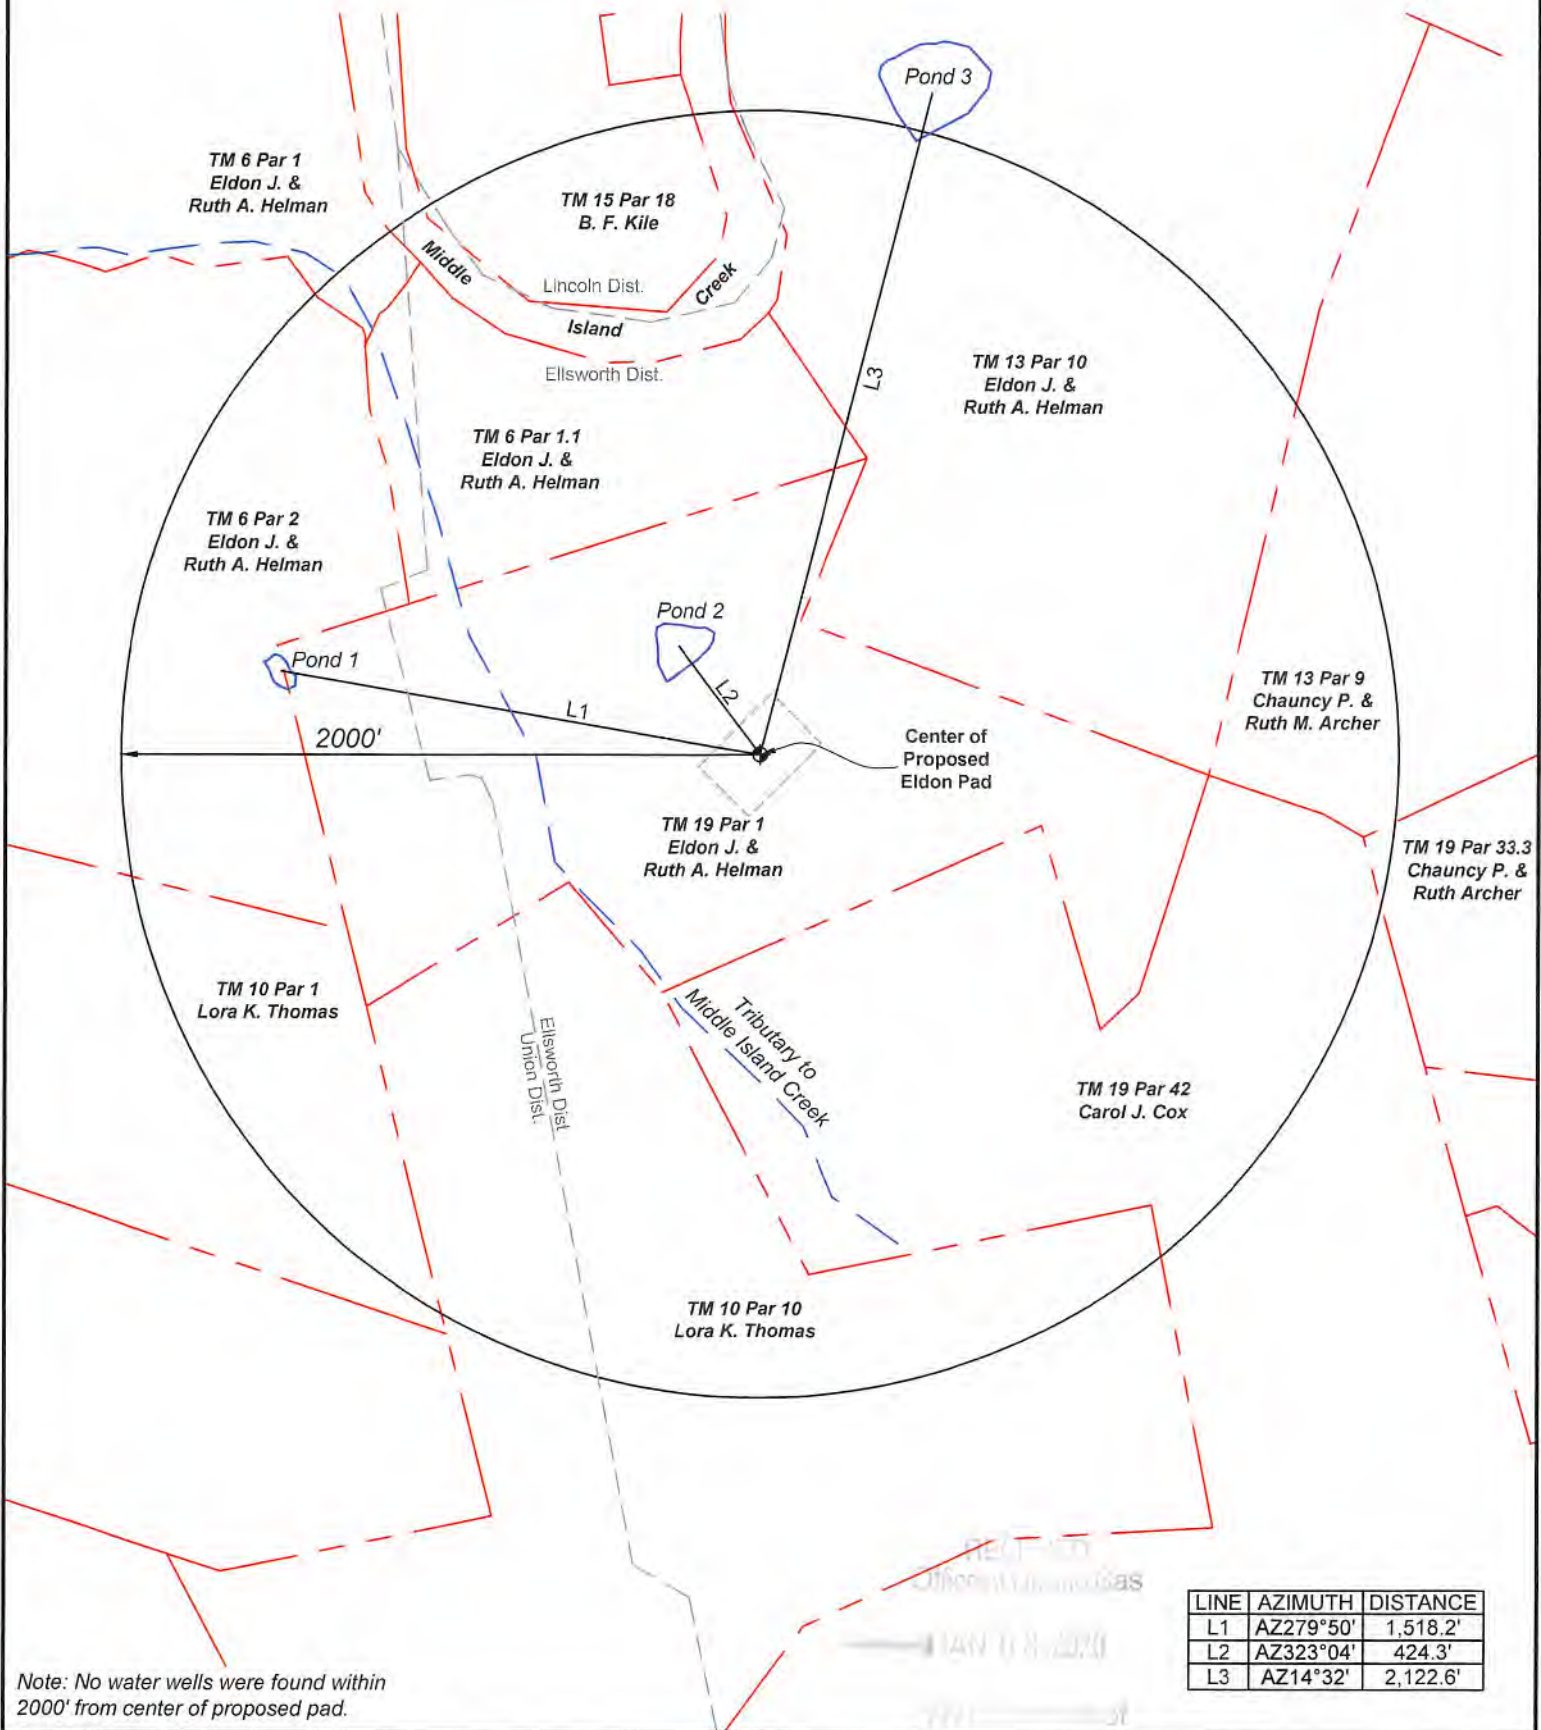 Pond 3
TM 6 Par 1
Eldon J. &
Ruth A. Helman
TM 15 Par 18
B. F. Kile
Middle
Island
Creek
Lincoln Dist.
Ellsworth Dist.
L3
TM 13 Par 10
Eldon J. &
Ruth A. Helman
TM 6 Par 1.1
Eldon J. &
Ruth A. Helman
TM 6 Par 2
Eldon J. &
Ruth A. Helman
Pond 2
Pond 1
L2
L1
2000'
TM 13 Par 9
Chauncy P. &
Ruth M. Archer
Center of
Proposed
Eldon Pad
TM 19 Par 1
Eldon J. &
Ruth A. Helman
TM 19 Par 33.3
Chauncy P. &
Ruth Archer
TM 10 Par 1
Lora K. Thomas
Ellsworth Dist
Union Dist.
Tributary to
Middle Island Creek
TM 19 Par 42
Carol J. Cox
TM 10 Par 10
Lora K. Thomas
LINE AZIMUTH DISTANCE
L1 AZ279°50' 1,518.2'
L2 AZ323°04' 424.3'
L3 AZ14°32' 2,122.6'
Note: No water wells were found within
2000' from center of proposed pad.